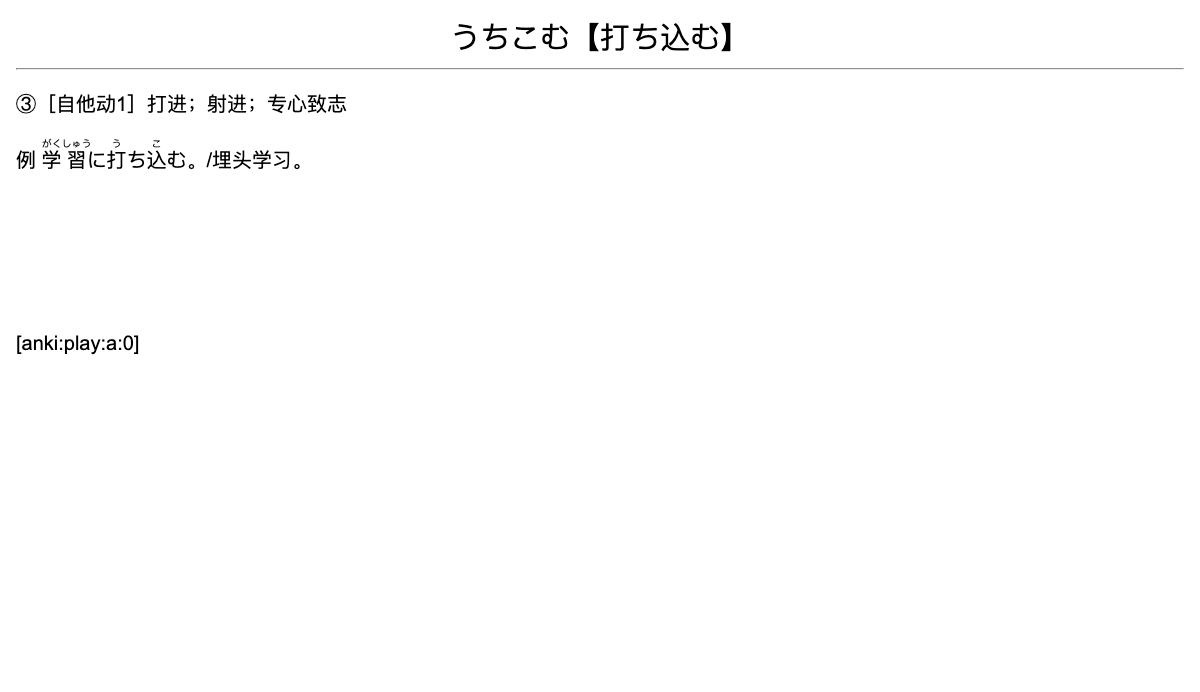 うちこむ【打ち込む】
③［自他动1］打进；射进；专心致志
がくしゅう う こ
例 学習に打ち込む。/埋头学习。
[anki:play:a:0]